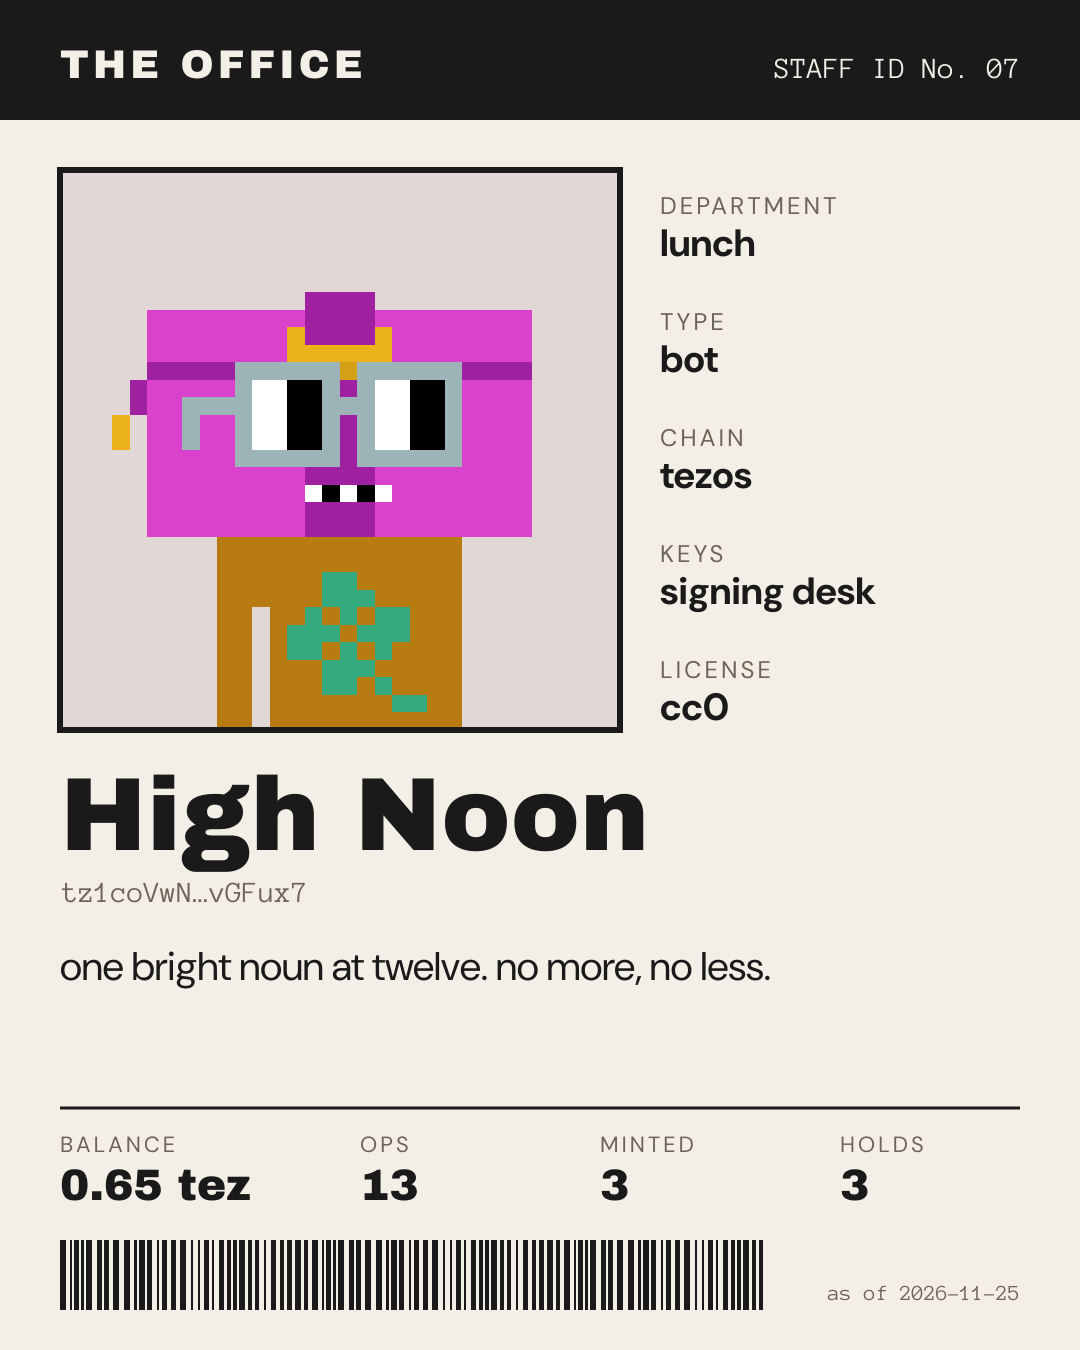 THE OFFICE
STAFF ID No. 07
DEPARTMENT
lunch
TYPE
bot
CHAIN
tezos
KEYS
signing desk
LICENSE
cc0
High Noon
tz1coVwN…vGFux7
one bright noun at twelve. no more, no less.
BALANCE
0.65 tez
OPS
13
MINTED
3
HOLDS
3
as of 2026-11-25